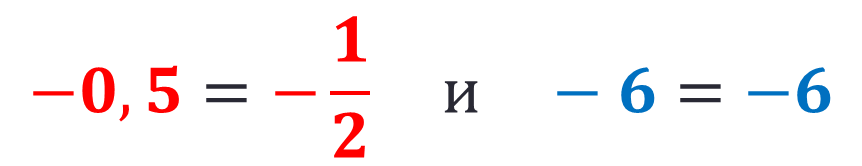 −0,5 = −1/2 и − 6 = −6